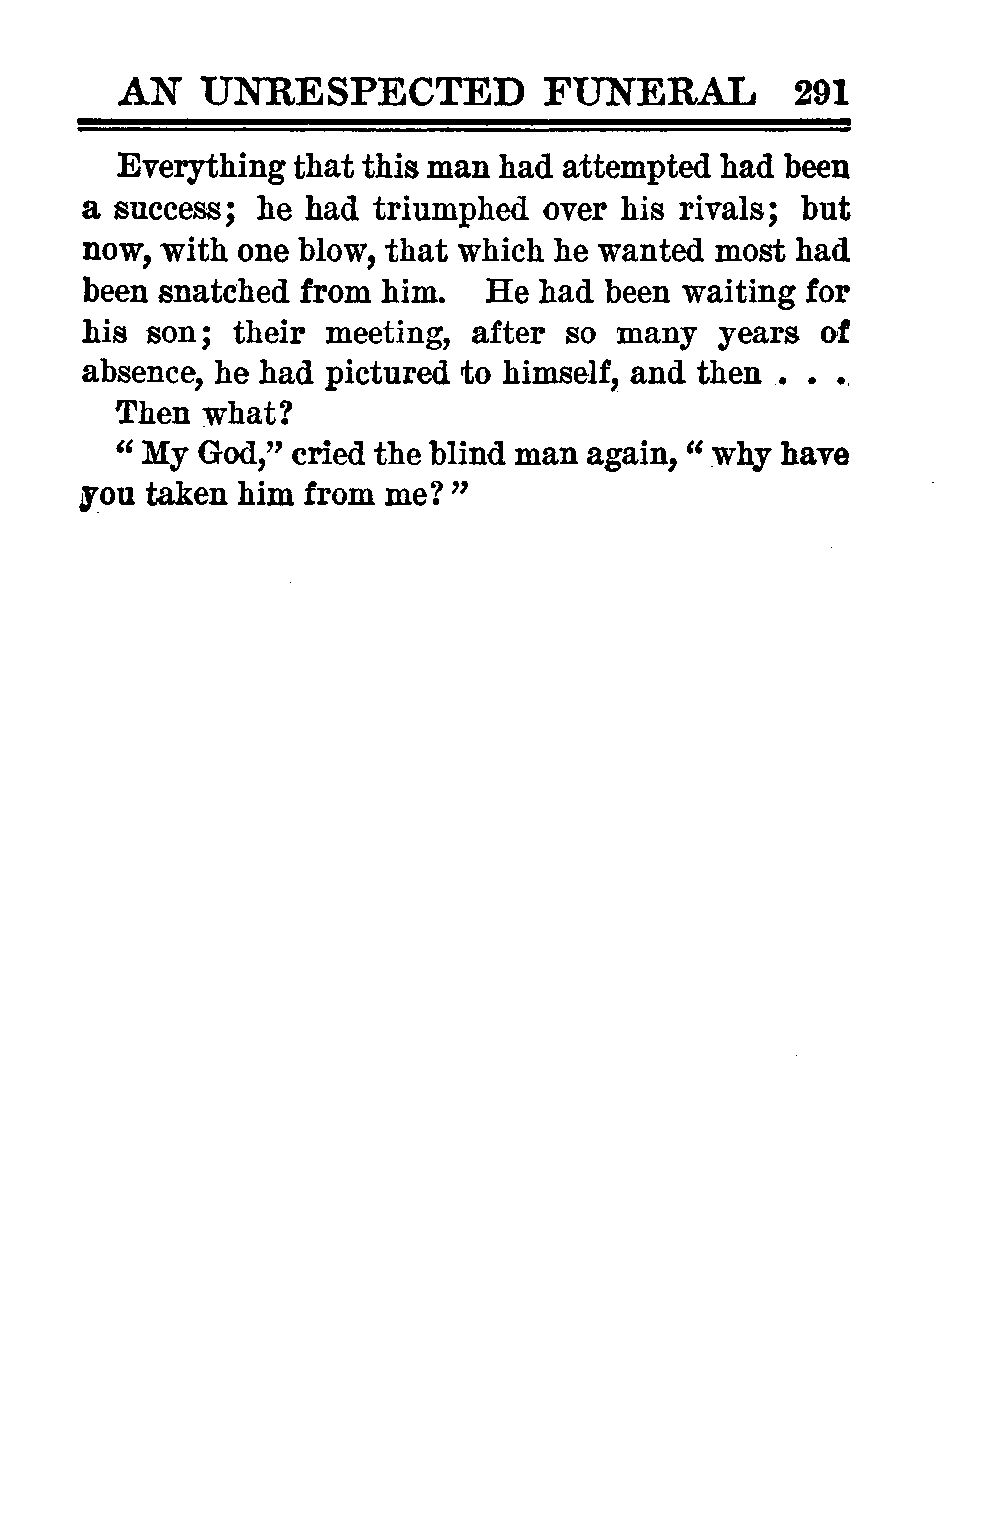 AN UNRESPECTED FUNERAL 291
Everything that this man had attempted had been
a success; he had triumphed over his rivals; but
now, with one blow, that which he wanted most had
been snatched from him. He had been waiting for
his son; their meeting, after so many years of
absence, he had pictured to himself, and then . . .
Then what?
“ My God,” cried the blind man again, “ why have
you taken him from me? ”